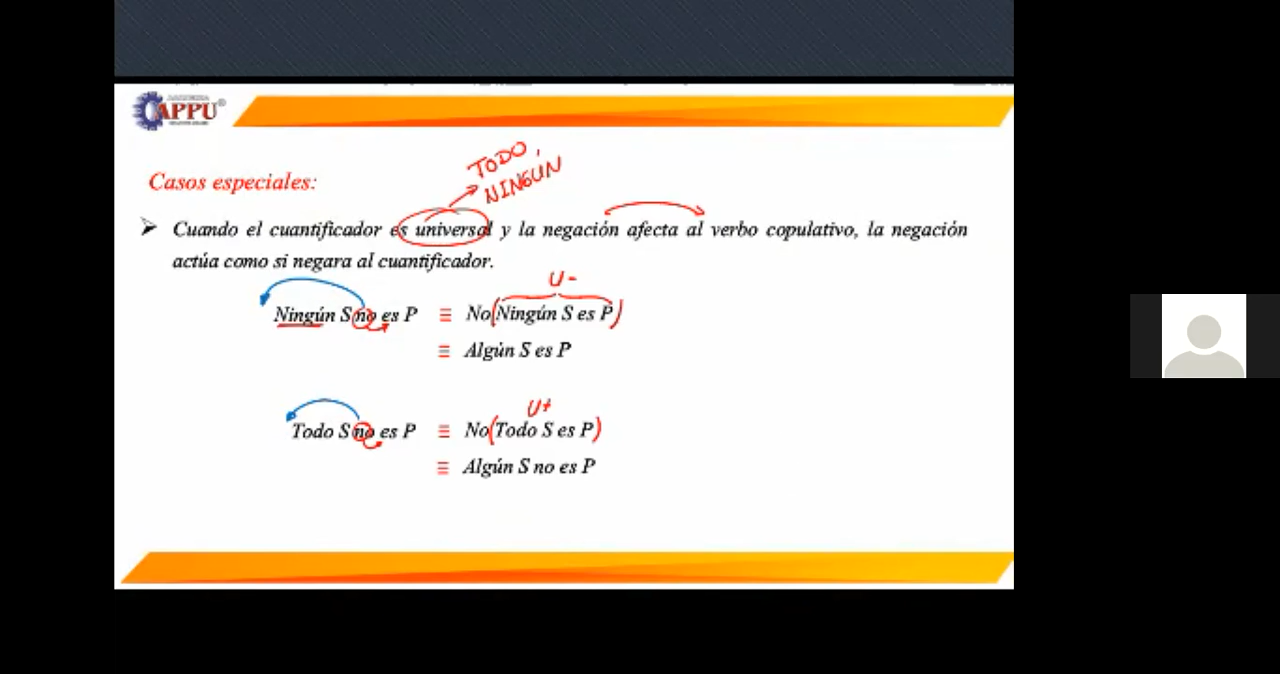 APPU
TODO,
NINGUN
Casos especiales:
Cuando el cuantificador es universal y la negación afecta al verbo copulativo, la negación
actúa como si negara al cuantificador.
U-
Ningún S no es P ≡ No(Ningún S es P)
≡ Algún S es P
U+
Todo S no es P ≡ No(Todo S es P)
≡ Algún S no es P